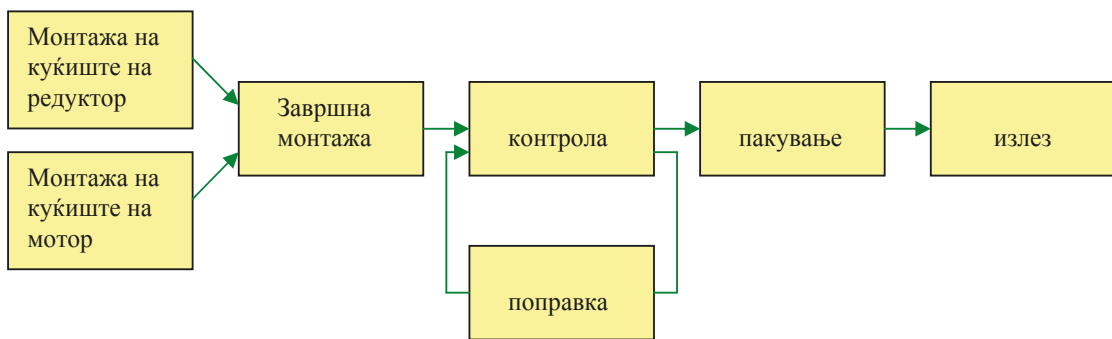 Монтажа на
куќиште на
редуктор
Монтажа на
куќиште на
мотор
Завршна
монтажа
контрола
пакување
излез
поправка